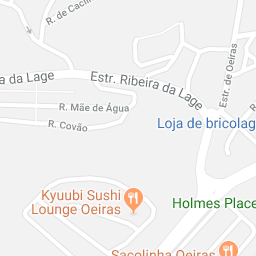 R. de Caclin
a da Lage
Estr. Ribeira da Lage
Estr. de Oeiras
R. Mãe de Água
R. Covão
Loja de bricolag
Kyuubi Sushi
Lounge Oeiras
Holmes Place
Sacolinha Oeiras